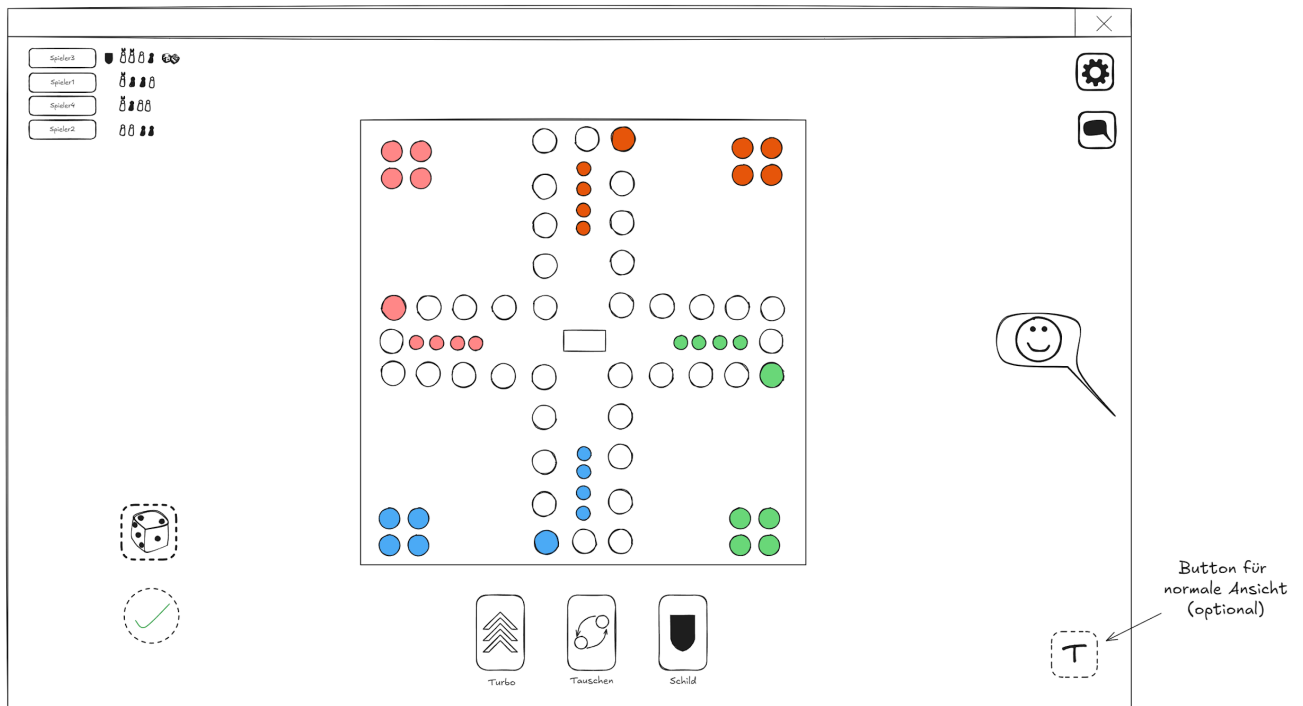 Spieler3
Spieler1
Spieler4
Spieler2
Button für
normale Ansicht
(optional)
T
Turbo
Tauschen
Schild